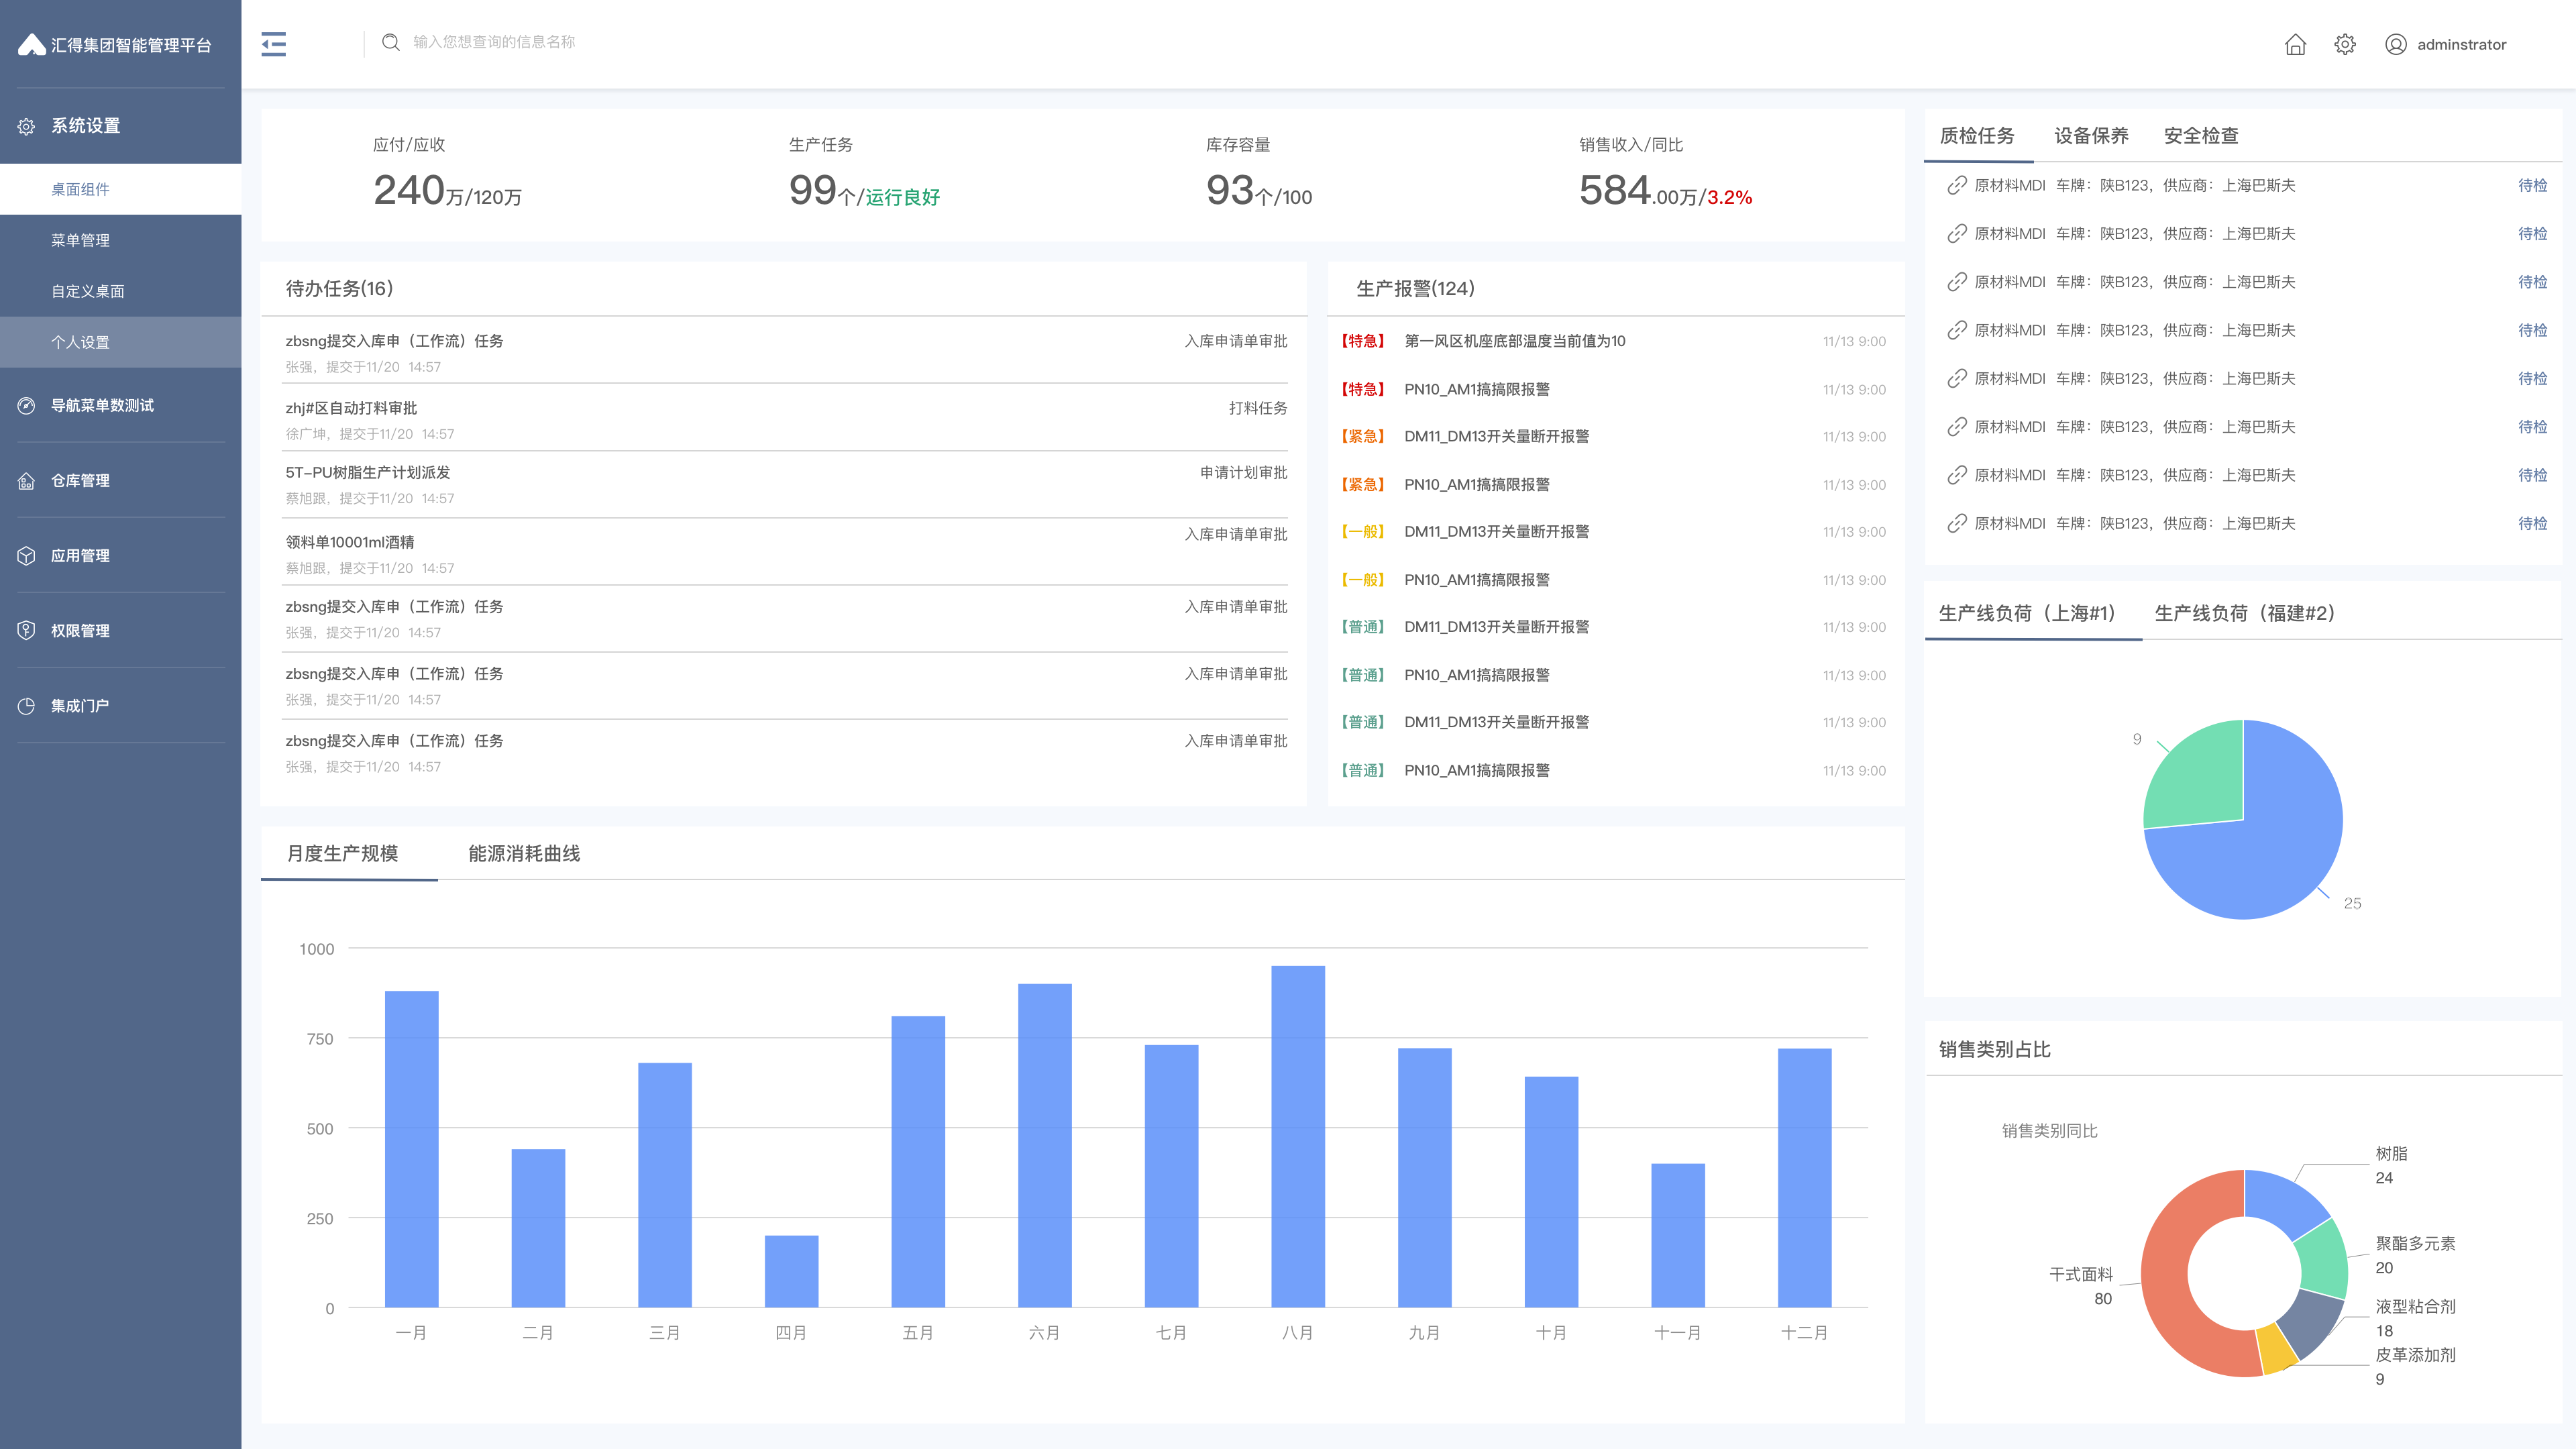 汇得集团智能管理平台
输入您想查询的信息名称
adminstrator
系统设置
桌面组件
菜单管理
自定义桌面
个人设置
导航菜单数测试
仓库管理
应用管理
权限管理
集成门户
应付/应收
240万/120万
生产任务
99个/运行良好
库存容量
93个/100
销售收入/同比
584.00万/3.2%
待办任务(16)
zbsng提交入库申（工作流）任务 入库申请单审批
张强，提交于11/20 14:57
zhj#区自动打料审批 打料任务
徐广坤，提交于11/20 14:57
5T-PU树脂生产计划派发 申请计划审批
蔡旭跟，提交于11/20 14:57
领料单10001ml酒精 入库申请单审批
蔡旭跟，提交于11/20 14:57
zbsng提交入库申（工作流）任务 入库申请单审批
张强，提交于11/20 14:57
zbsng提交入库申（工作流）任务 入库申请单审批
张强，提交于11/20 14:57
zbsng提交入库申（工作流）任务 入库申请单审批
张强，提交于11/20 14:57
生产报警(124)
【特急】 第一风区机座底部温度当前值为10 11/13 9:00
【特急】 PN10_AM1搞搞限报警 11/13 9:00
【紧急】 DM11_DM13开关量断开报警 11/13 9:00
【紧急】 PN10_AM1搞搞限报警 11/13 9:00
【一般】 DM11_DM13开关量断开报警 11/13 9:00
【一般】 PN10_AM1搞搞限报警 11/13 9:00
【普通】 DM11_DM13开关量断开报警 11/13 9:00
【普通】 PN10_AM1搞搞限报警 11/13 9:00
【普通】 DM11_DM13开关量断开报警 11/13 9:00
【普通】 PN10_AM1搞搞限报警 11/13 9:00
质检任务 设备保养 安全检查
原材料MDI 车牌：陕B123，供应商：上海巴斯夫 待检
原材料MDI 车牌：陕B123，供应商：上海巴斯夫 待检
原材料MDI 车牌：陕B123，供应商：上海巴斯夫 待检
原材料MDI 车牌：陕B123，供应商：上海巴斯夫 待检
原材料MDI 车牌：陕B123，供应商：上海巴斯夫 待检
原材料MDI 车牌：陕B123，供应商：上海巴斯夫 待检
原材料MDI 车牌：陕B123，供应商：上海巴斯夫 待检
原材料MDI 车牌：陕B123，供应商：上海巴斯夫 待检
生产线负荷（上海#1） 生产线负荷（福建#2）
9
25
月度生产规模 能源消耗曲线
1000
750
500
250
0
一月 二月 三月 四月 五月 六月 七月 八月 九月 十月 十一月 十二月
销售类别占比
销售类别同比
树脂
24
聚酯多元素
20
干式面料
80
液型粘合剂
18
皮革添加剂
9